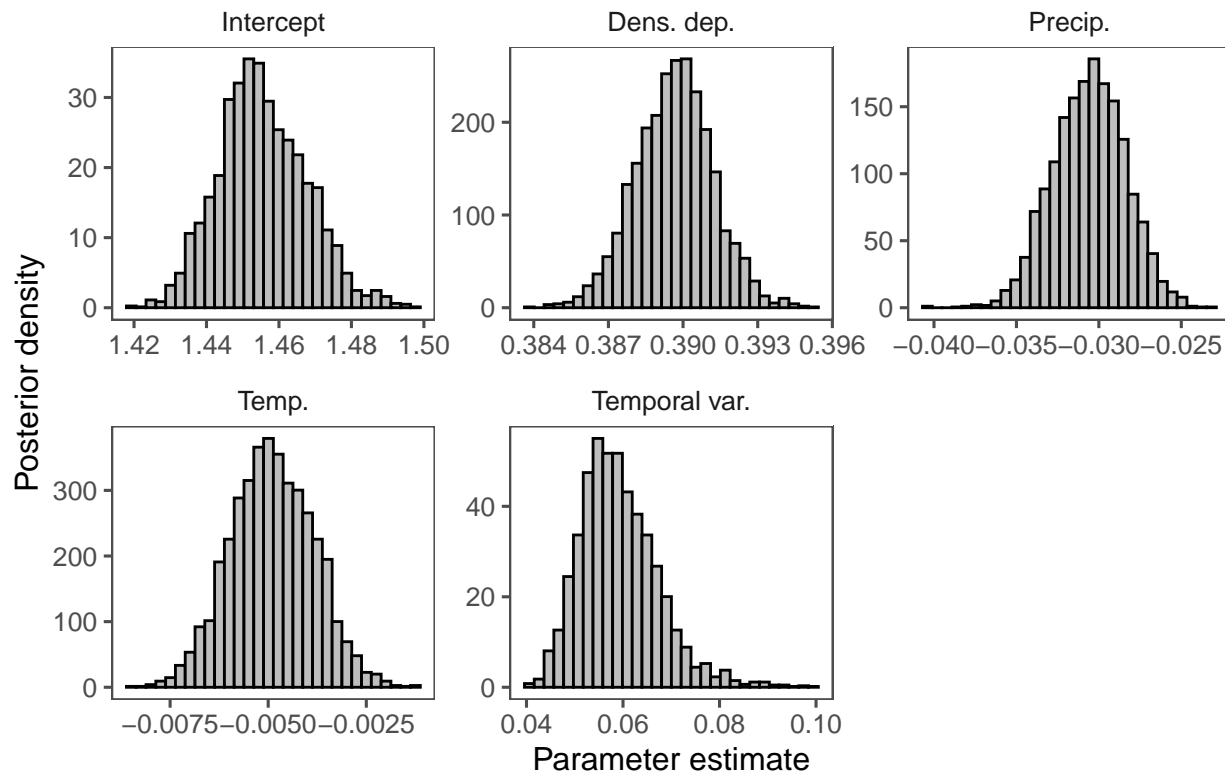 Intercept
Dens. dep.
Precip.
30
20
10
0
200
100
0
150
100
50
0
1.42 1.44 1.46 1.48 1.50
0.384 0.387 0.390 0.393 0.396
−0.040 −0.035 −0.030 −0.025
Posterior density
Temp.
Temporal var.
300
200
100
0
40
20
0
−0.0075 −0.0050 −0.0025
0.04 0.06 0.08 0.10
Parameter estimate